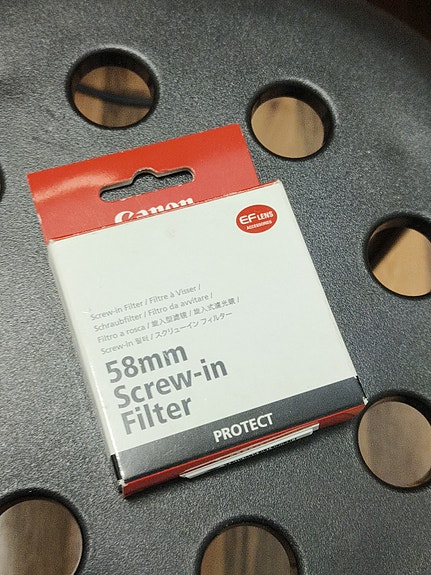 Canon
EF LENS
ACCESSORIES
Screw-in Filter / Filtre à Visser /
Schraubfilter / Filtro da avvitare /
Filtro a rosca / 旋入型滤镜 / 旋入式濾光鏡 /
Screw-in 필터 / スクリューイン フィルター
58mm
Screw-in
Filter
PROTECT